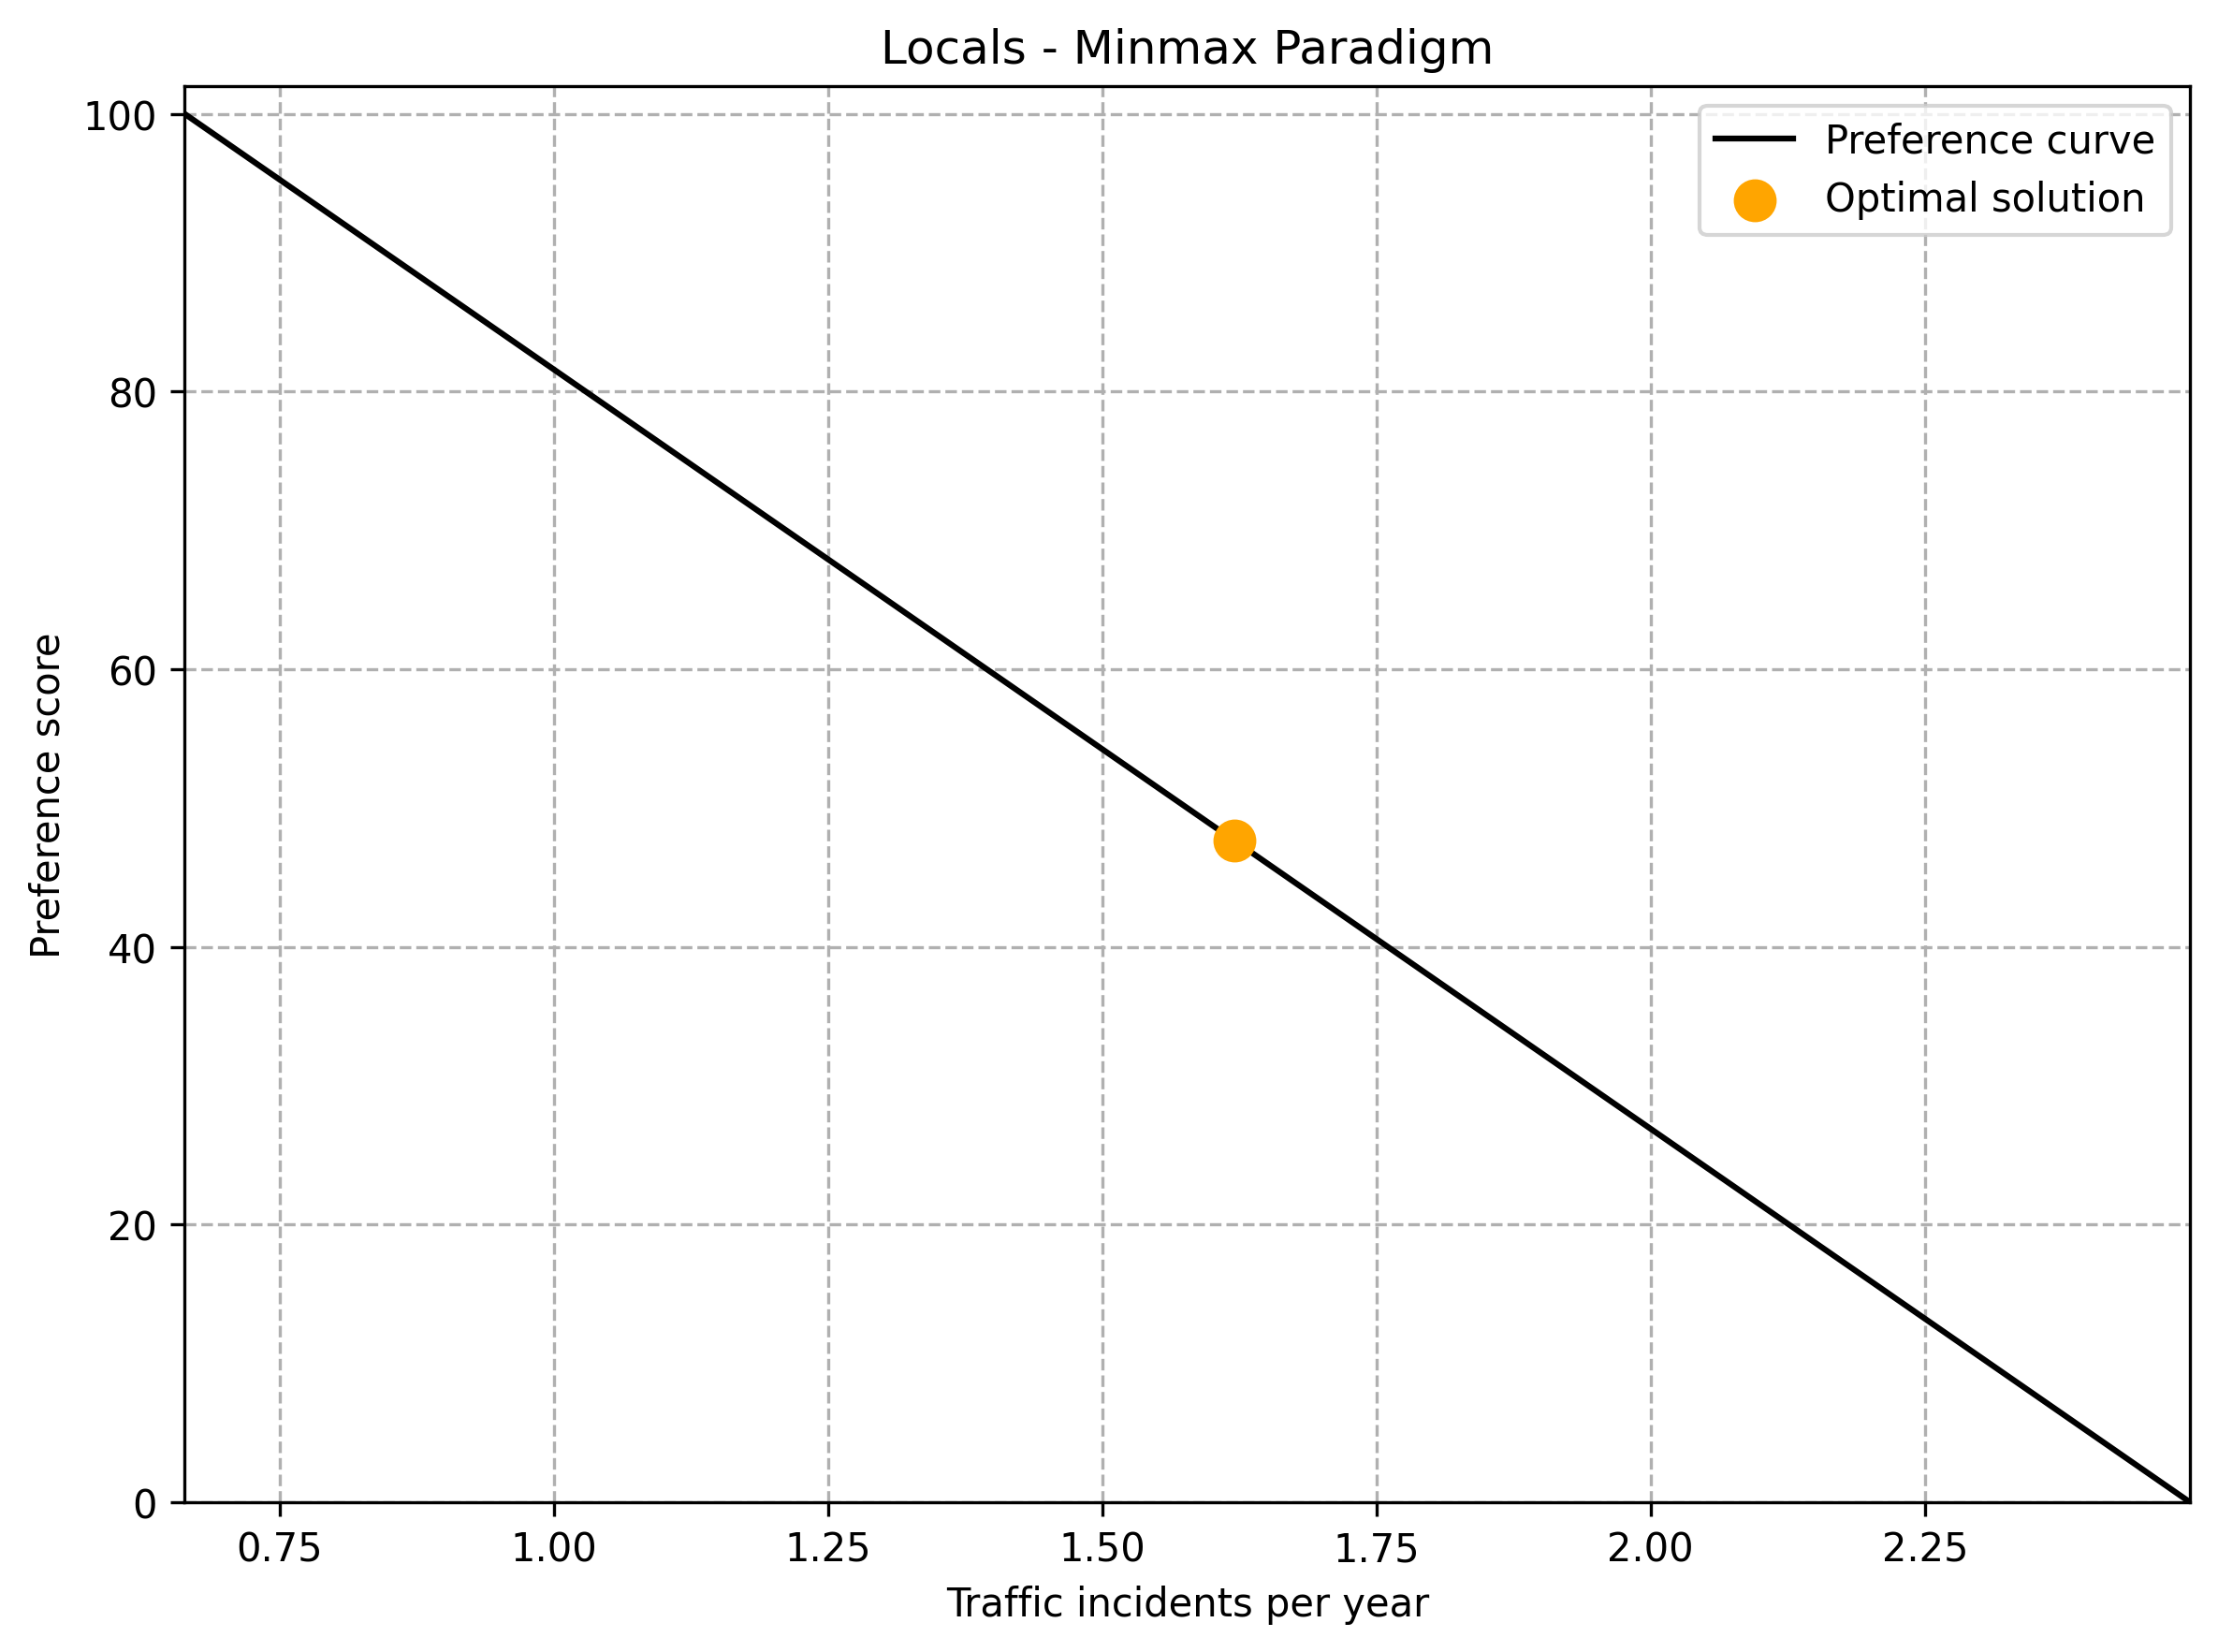 Locals - Minmax Paradigm
Preference curve
Optimal solution
100
80
60
40
20
0
Preference score
0.75 1.00 1.25 1.50 1.75 2.00 2.25
Traffic incidents per year